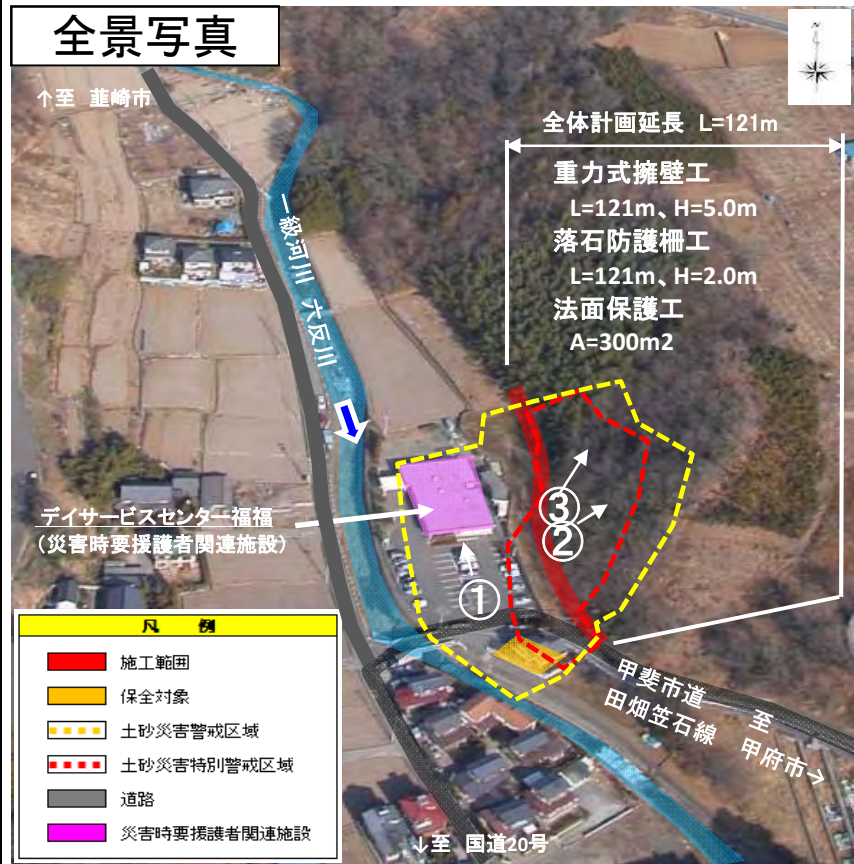 全景写真
↑至 韮崎市
全体計画延長 L=121m
重力式擁壁工
L=121m、H=5.0m
落石防護柵工
L=121m、H=2.0m
法面保護工
A=300m2
一級河川 六反川
デイサービスセンター福福
(災害時要援護者関連施設)
③
②
①
凡 例
施工範囲
保全対象
土砂災害警戒区域
土砂災害特別警戒区域
道路
災害時要援護者関連施設
甲斐市道
田畑笠石線
至
甲府市→
↓至 国道20号